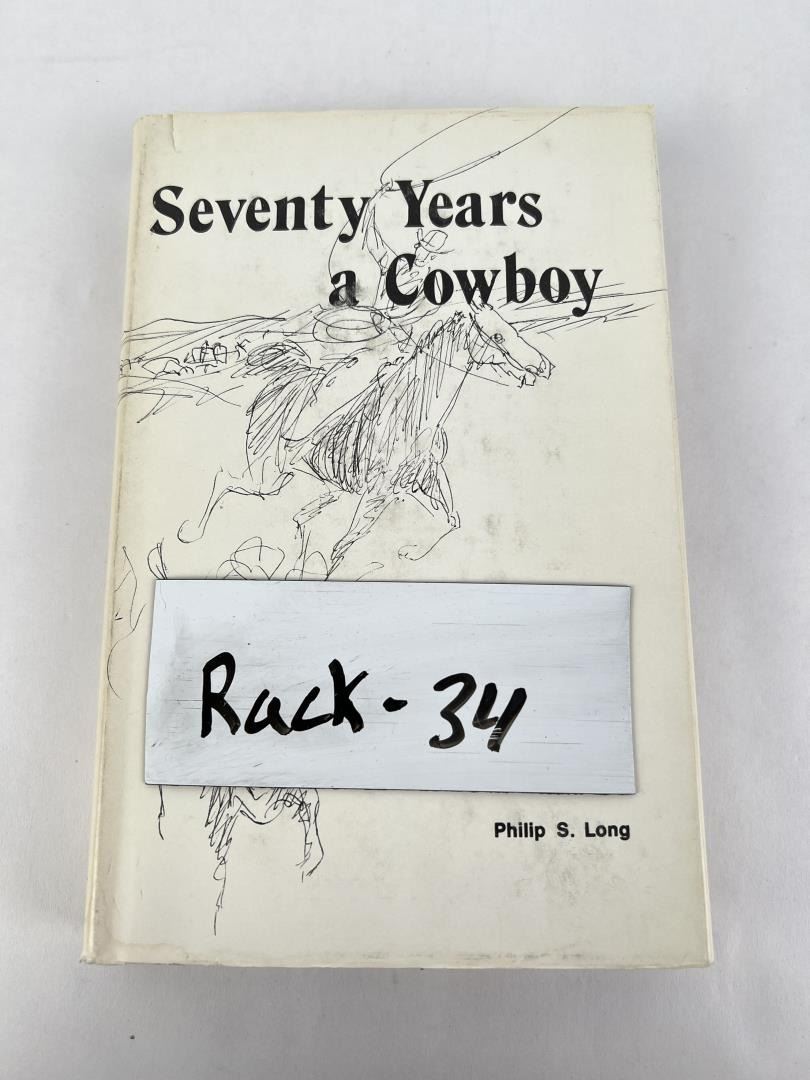 Seventy Years
a Cowboy
Rack - 34
Philip S. Long